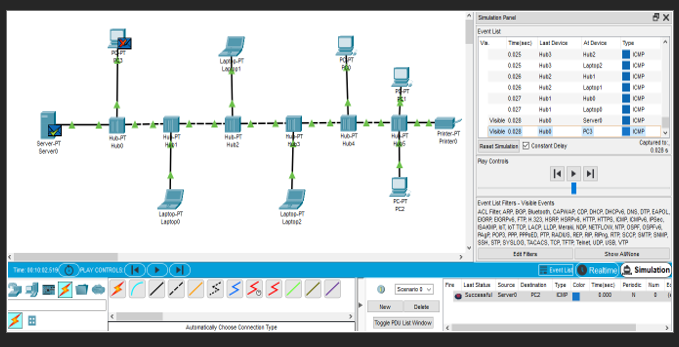 Simulation Panel
Event List
Vis. Time(sec) Last Device At Device Type
0.025 Hub3 Hub2 ICMP
0.025 Hub3 Laptop2 ICMP
0.026 Hub2 Hub1 ICMP
0.026 Hub2 Laptop1 ICMP
0.027 Hub1 Hub0 ICMP
0.027 Hub1 Laptop0 ICMP
Visible 0.028 Hub0 Server0 ICMP
Visible 0.028 Hub0 PC3 ICMP
Reset Simulation Constant Delay Captured to:
0.028 s
Play Controls
Event List Filters - Visible Events
ACL Filter, ARP, BGP, Bluetooth, CAPWAP, CDP, DHCP, DHCPv6, DNS, DTP, EAPOL,
EIGRP, EIGRPv6, FTP, H.323, HSRP, HSRPv6, HTTP, HTTPS, ICMP, ICMPv6, IPSec,
ISAKMP, IoT, IoT TCP, LACP, LLDP, Meraki, NDP, NETFLOW, NTP, OSPF, OSPFv6,
PAgP, POP3, PPP, PPPoED, PTP, RADIUS, REP, RIP, RIPng, RTP, SCCP, SMTP, SNMP,
SSH, STP, SYSLOG, TACACS, TCP, TFTP, Telnet, UDP, USB, VTP
Edit Filters Show All/None
PC-PT
PC3
Laptop-PT
Laptop1
PC-PT
PC0
PC-PT
PC1
Server-PT
Server0
Hub-PT
Hub0
Hub-PT
Hub1
Hub-PT
Hub2
Hub-PT
Hub3
Hub-PT
Hub4
Hub-PT
Printer-PT
Printer0
Laptop-PT
Laptop0
Laptop-PT
Laptop2
PC-PT
PC2
Time: 00:10:02.519 PLAY CONTROLS: Event List Realtime Simulation
Scenario 0
New Delete
Toggle PDU List Window
Automatically Choose Connection Type
Fire Last Status Source Destination Type Color Time(sec) Periodic Num
Successful Server0 PC2 ICMP 0.000 N 0